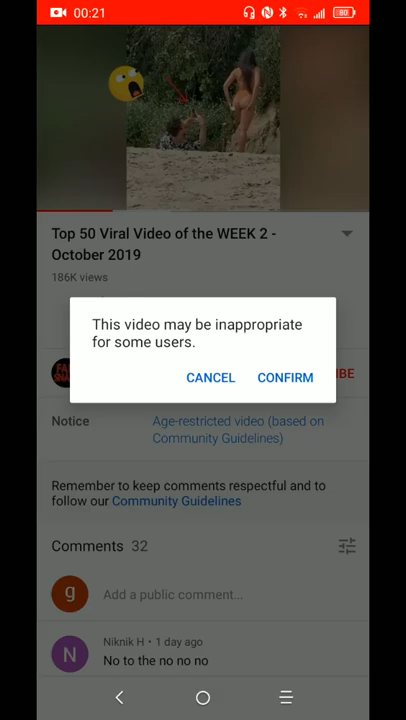 00:21
80
Top 50 Viral Video of the WEEK 2 -
October 2019
186K views
This video may be inappropriate
for some users.
CANCEL CONFIRM
Notice Age-restricted video (based on
Community Guidelines)
Remember to keep comments respectful and to
follow our Community Guidelines
Comments 32
g Add a public comment...
N Niknik H • 1 day ago
No to the no no no